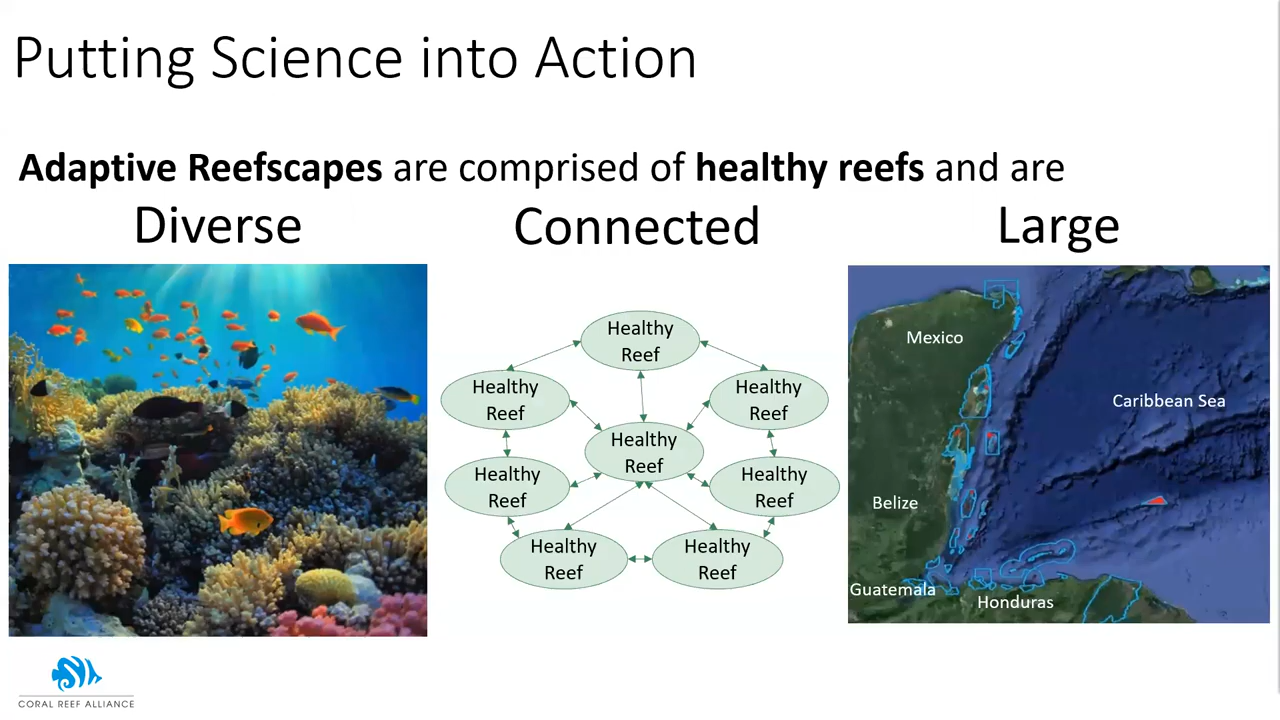 Putting Science into Action
Adaptive Reefscapes are comprised of healthy reefs and are
Diverse
Connected
Large
Healthy
Reef
Healthy
Reef
Healthy
Reef
Healthy
Reef
Healthy
Reef
Healthy
Reef
Healthy
Reef
Healthy
Reef
Mexico
Caribbean Sea
Belize
Guatemala
Honduras
CORAL REEF ALLIANCE